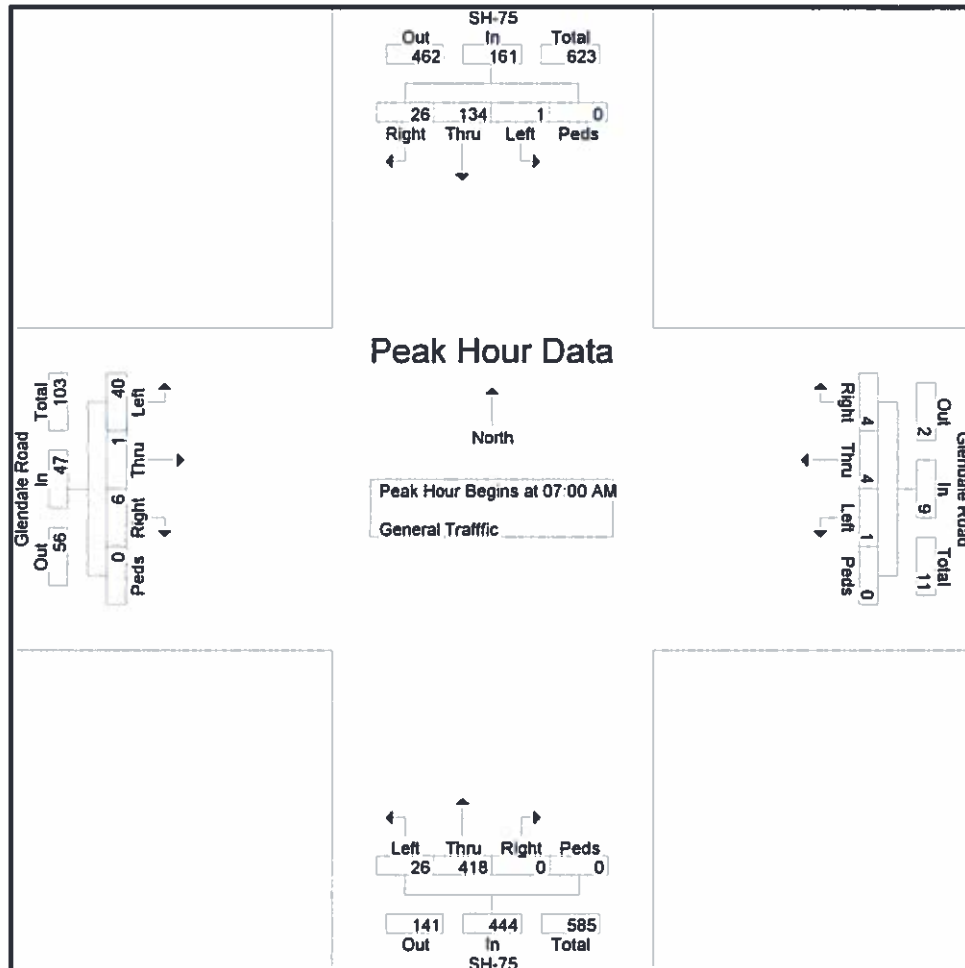 SH-75
Out In Total
462 161 623
26 134 1 0
Right Thru Left Peds
Peak Hour Data
North
Peak Hour Begins at 07:00 AM
General Trafffic
Glendale Road
Out In Total
56 47 103
40 1 6 0
Left Thru Right Peds
Right Thru Left Peds
4 4 1 0
Out In Total
2 9 11
Glendale Road
Left Thru Right Peds
26 418 0 0
141 444 585
Out In Total
SH-75